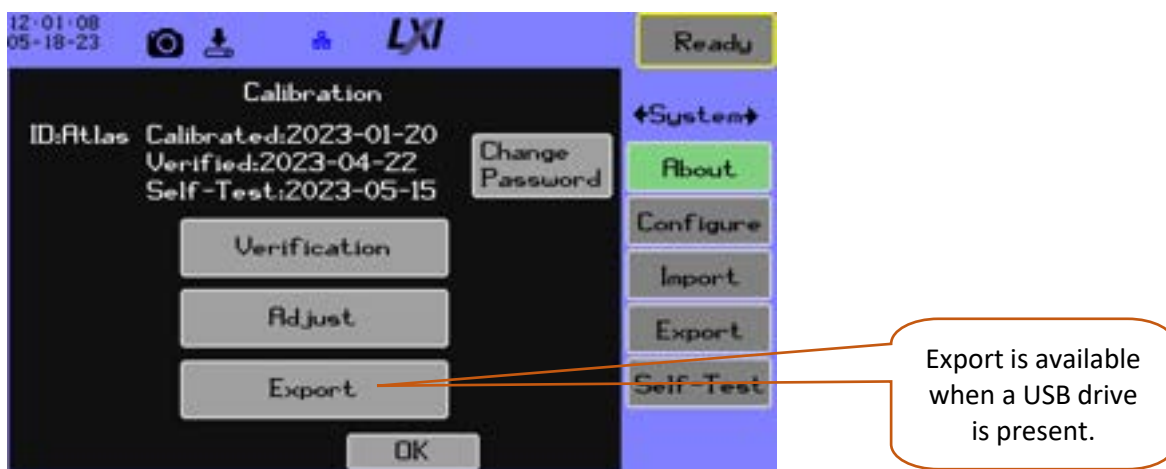 12:01:08
05-18-23
LXI
Ready
Calibration
ID:Atlas Calibrated:2023-01-20
Verified:2023-04-22
Self-Test:2023-05-15
Change
Password
Verification
Adjust
Export
OK
System
About
Configure
Import
Export
Self-Test
Export is available
when a USB drive
is present.